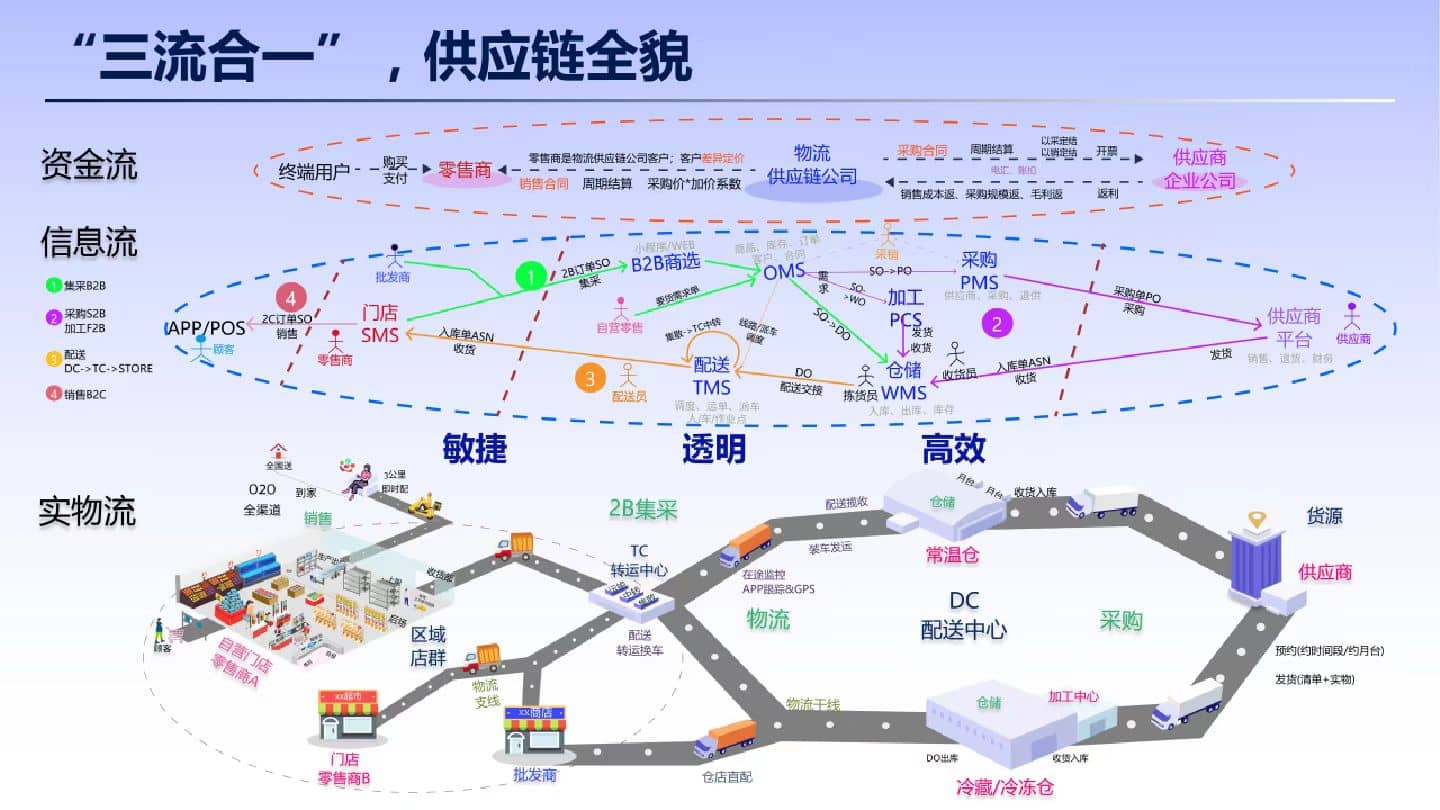 “三流合一”，供应链全貌
资金流
终端用户
购买
支付
零售商
零售商是物流供应链公司客户；客户差异定价
销售合同 周期结算 采购价*加价系数
物流
供应链公司
采购合同 周期结算
以采定结
以销定结
开票
电汇、账扣
销售成本返、采购规模返、毛利返 返利
供应商
企业公司
信息流
1 集采B2B
2 采购S2B
加工F2B
3 配送
DC->TC->STORE
4 销售B2C
APP/POS
顾客
4
2C订单SO
销售
批发商
门店
SMS
零售商
1
2B订单SO
集采
小程序/WEB
B2B商选
自营零售
要货需求单
商品、库存、订单
客户、合同
OMS
采销
SO->PO
需求
SO->WO
采购
PMS
供应商、采购、退供
加工
PCS
发货
收货
2
采购单PO
采购
供应商
平台
销售、退货、财务
供应商
入库单ASN
收货
集散->TC中转
线路/派车
调度
SO->DO
3
配送员
配送
TMS
调度、运单、派车
人/车/作业点
DO
配送交接
拣货员
仓储
WMS
入库、出库、库存
收货员
入库单ASN
收货
发货
敏捷
透明
高效
实物流
全国送
O2O
全渠道
到家
销售
1公里
即时配
收货部
顾客
自营门店
零售商A
区域
店群
xx超市
门店
零售商B
物流
支线
xx商店
批发商
2B集采
TC
转运中心
配送
转运换车
在途监控
APP跟踪&GPS
物流
配送揽收
装车发运
仓储
月台
月台
收货入库
常温仓
DC
配送中心
采购
货源
供应商
预约(约时间段/约月台)
发货(清单+实物)
物流干线
仓店直配
仓储
加工中心
DO出库
收货入库
冷藏/冷冻仓